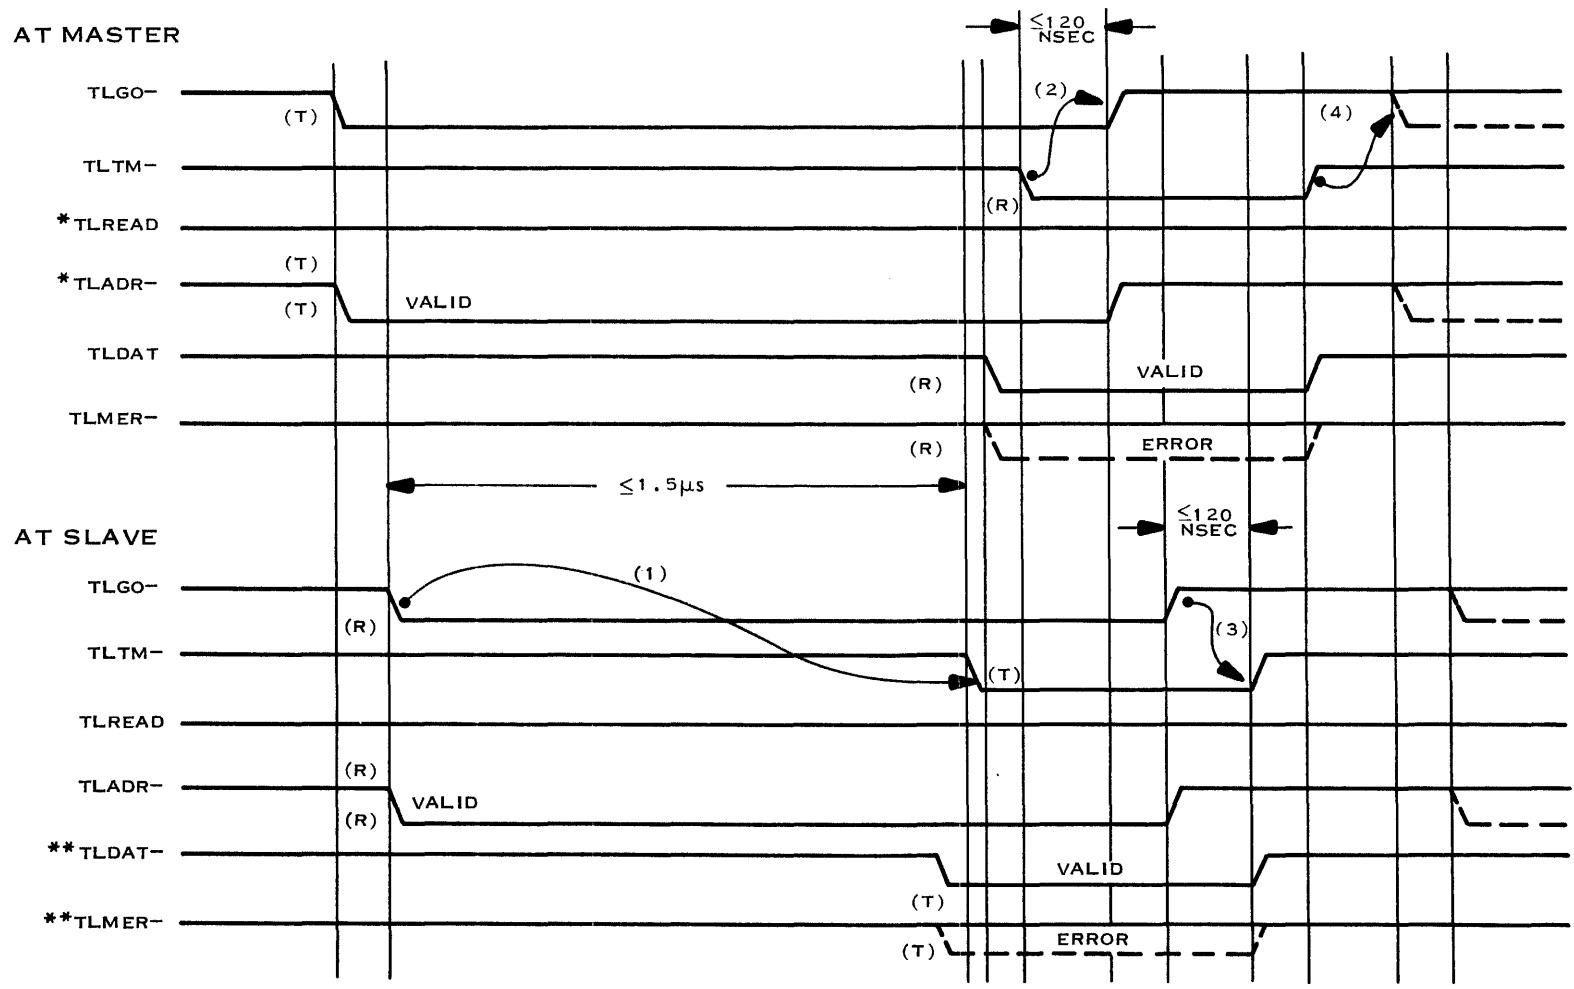 AT MASTER
≤120
NSEC
TLGO−
(T)
(2)
(4)
TLTM−
(R)
*TLREAD
(T)
*TLADR−
(T)
VALID
TLDAT
(R)
VALID
TLMER−
(R)
ERROR
≤1.5μs
≤120
NSEC
AT SLAVE
(1)
TLGO−
(R)
(3)
TLTM−
(T)
TLREAD
(R)
TLADR−
VALID
(R)
**TLDAT−
VALID
(T)
**TLMER−
ERROR
(T)